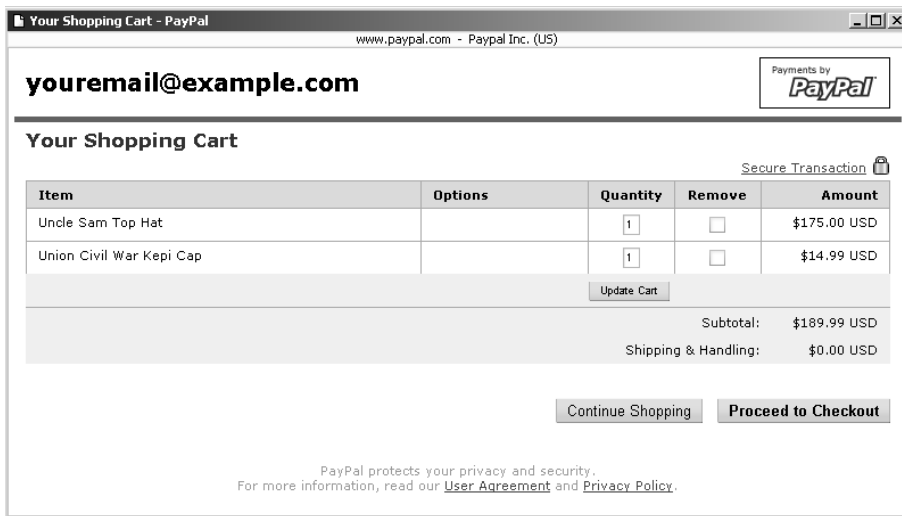 Your Shopping Cart - PayPal
www.paypal.com - Paypal Inc. (US)
youremail@example.com
Payments by
PayPal
Your Shopping Cart
Secure Transaction
Item Options Quantity Remove Amount
Uncle Sam Top Hat 1 $175.00 USD
Union Civil War Kepi Cap 1 $14.99 USD
Update Cart
Subtotal: $189.99 USD
Shipping & Handling: $0.00 USD
Continue Shopping Proceed to Checkout
PayPal protects your privacy and security.
For more information, read our User Agreement and Privacy Policy.